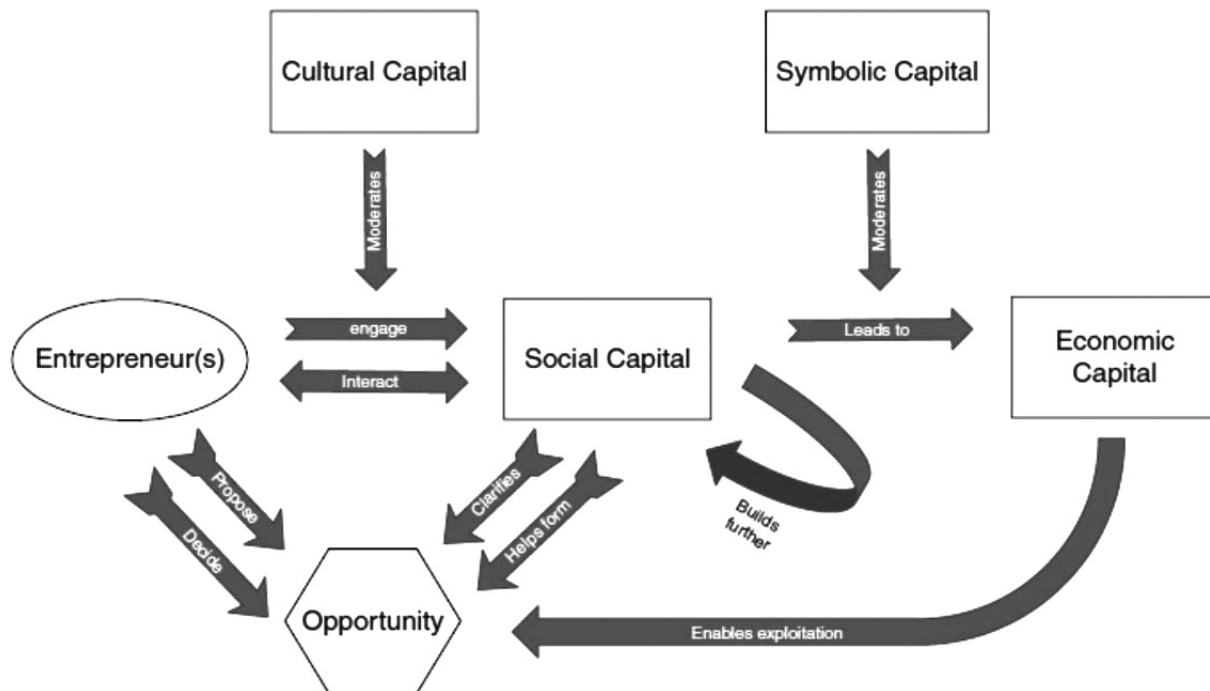 Cultural Capital
Symbolic Capital
Moderates
Moderates
Entrepreneur(s)
engage
Interact
Social Capital
Leads to
Economic
Capital
Propose
Decide
Clarifies
Helps form
Builds
further
Opportunity
Enables exploitation